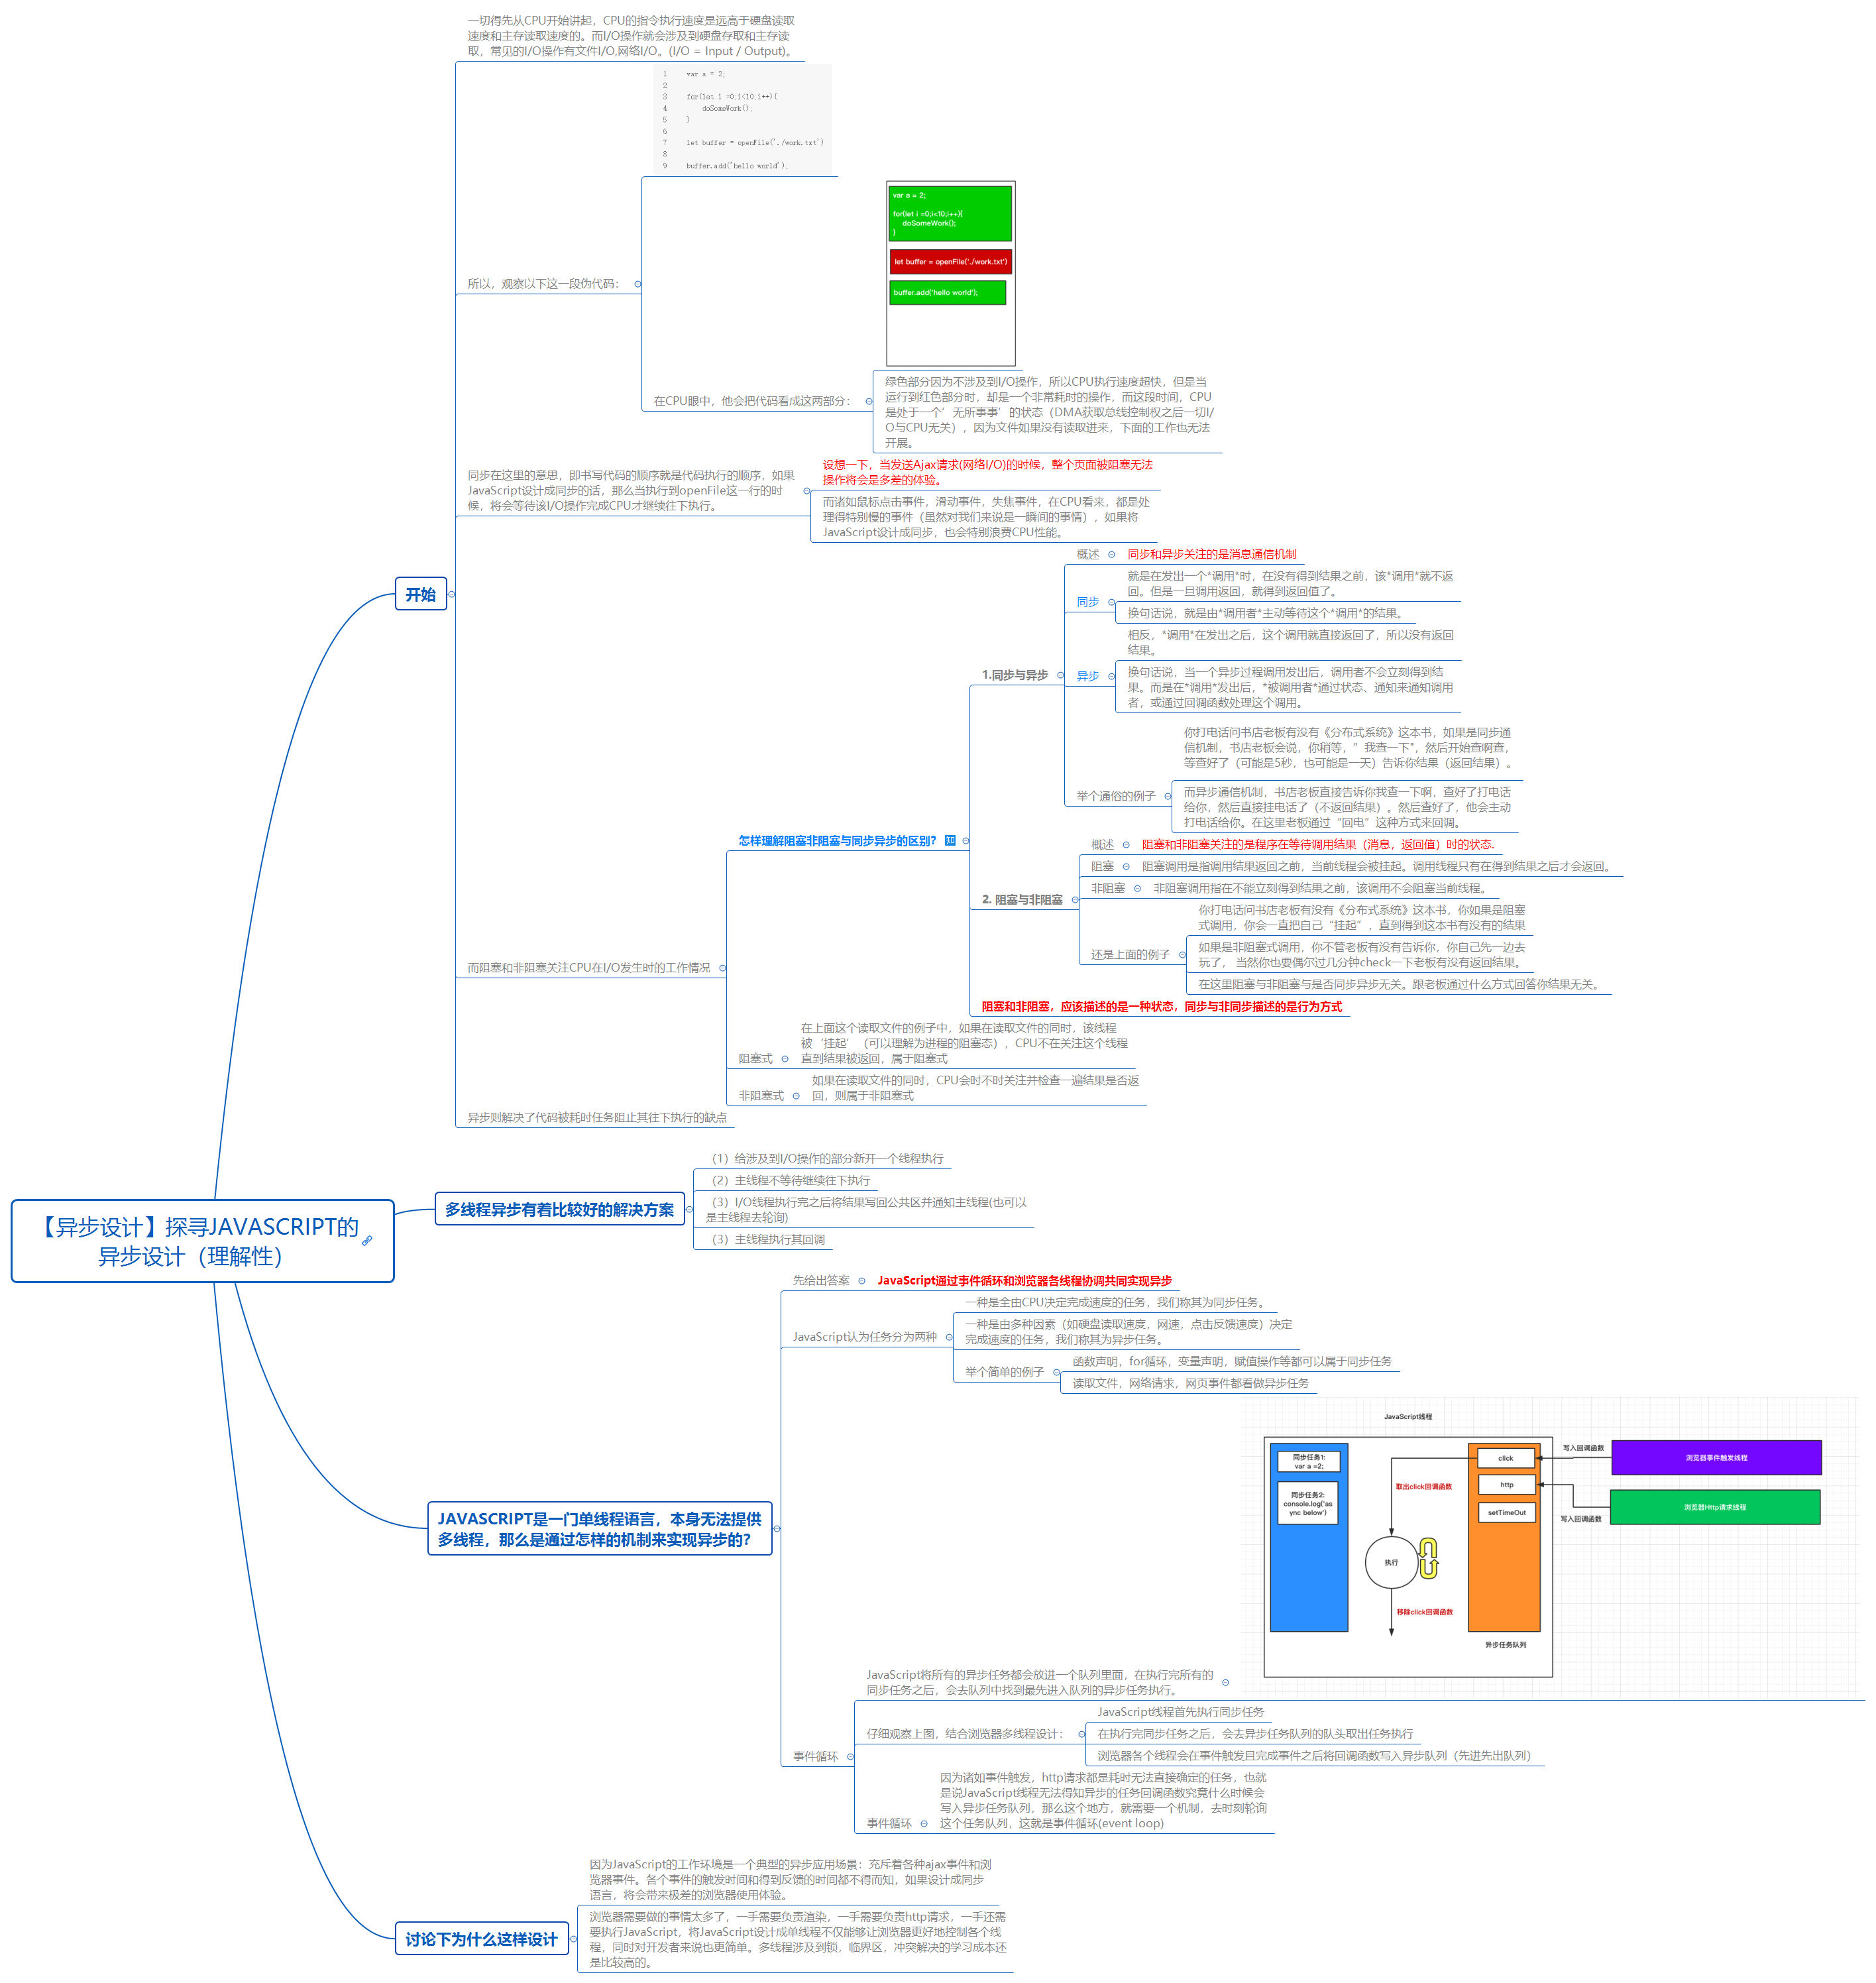 一切得先从CPU开始讲起，CPU的指令执行速度是远高于硬盘读取
速度和主存读取速度的。而I/O操作就会涉及到硬盘存取和主存读
取，常见的I/O操作有文件I/O,网络I/O。(I/O = Input / Output)。
1 var a = 2;
2
3 for(let i =0;i<10;i++){
4 doSomeWork();
5 }
6
7 let buffer = openFile('./work.txt')
8
9 buffer.add('hello world');
var a = 2;
for(let i =0;i<10;i++){
doSomeWork();
}
let buffer = openFile('./work.txt')
buffer.add('hello world');
所以，观察以下这一段伪代码：
在CPU眼中，他会把代码看成这两部分：
绿色部分因为不涉及到I/O操作，所以CPU执行速度超快，但是当
运行到红色部分时，却是一个非常耗时的操作，而这段时间，CPU
是处于一个’无所事事’的状态（DMA获取总线控制权之后一切I/
O与CPU无关），因为文件如果没有读取进来，下面的工作也无法
开展。
同步在这里的意思，即书写代码的顺序就是代码执行的顺序，如果
JavaScript设计成同步的话，那么当执行到openFile这一行的时
候，将会等待该I/O操作完成CPU才继续往下执行。
设想一下，当发送Ajax请求(网络I/O)的时候，整个页面被阻塞无法
操作将会是多差的体验。
而诸如鼠标点击事件，滑动事件，失焦事件，在CPU看来，都是处
理得特别慢的事件（虽然对我们来说是一瞬间的事情），如果将
JavaScript设计成同步，也会特别浪费CPU性能。
开始
概述
同步和异步关注的是消息通信机制
同步
就是在发出一个*调用*时，在没有得到结果之前，该*调用*就不返
回。但是一旦调用返回，就得到返回值了。
换句话说，就是由*调用者*主动等待这个*调用*的结果。
1.同步与异步
异步
相反，*调用*在发出之后，这个调用就直接返回了，所以没有返回
结果。
换句话说，当一个异步过程调用发出后，调用者不会立刻得到结
果。而是在*调用*发出后，*被调用者*通过状态、通知来通知调用
者，或通过回调函数处理这个调用。
举个通俗的例子
你打电话问书店老板有没有《分布式系统》这本书，如果是同步通
信机制，书店老板会说，你稍等，”我查一下"，然后开始查啊查，
等查好了（可能是5秒，也可能是一天）告诉你结果（返回结果）。
而异步通信机制，书店老板直接告诉你我查一下啊，查好了打电话
给你，然后直接挂电话了（不返回结果）。然后查好了，他会主动
打电话给你。在这里老板通过“回电”这种方式来回调。
怎样理解阻塞非阻塞与同步异步的区别？ 知
概述
阻塞和非阻塞关注的是程序在等待调用结果（消息，返回值）时的状态.
阻塞
阻塞调用是指调用结果返回之前，当前线程会被挂起。调用线程只有在得到结果之后才会返回。
非阻塞
非阻塞调用指在不能立刻得到结果之前，该调用不会阻塞当前线程。
2. 阻塞与非阻塞
还是上面的例子
你打电话问书店老板有没有《分布式系统》这本书，你如果是阻塞
式调用，你会一直把自己“挂起”，直到得到这本书有没有的结果
如果是非阻塞式调用，你不管老板有没有告诉你，你自己先一边去
玩了， 当然你也要偶尔过几分钟check一下老板有没有返回结果。
在这里阻塞与非阻塞与是否同步异步无关。跟老板通过什么方式回答你结果无关。
阻塞和非阻塞，应该描述的是一种状态，同步与非同步描述的是行为方式
而阻塞和非阻塞关注CPU在I/O发生时的工作情况
阻塞式
在上面这个读取文件的例子中，如果在读取文件的同时，该线程
被‘挂起’（可以理解为进程的阻塞态），CPU不在关注这个线程
直到结果被返回，属于阻塞式
非阻塞式
如果在读取文件的同时，CPU会时不时关注并检查一遍结果是否返
回，则属于非阻塞式
异步则解决了代码被耗时任务阻止其往下执行的缺点
【异步设计】探寻JAVASCRIPT的
异步设计（理解性）
多线程异步有着比较好的解决方案
（1）给涉及到I/O操作的部分新开一个线程执行
（2）主线程不等待继续往下执行
（3）I/O线程执行完之后将结果写回公共区并通知主线程(也可以
是主线程去轮询)
（3）主线程执行其回调
JAVASCRIPT是一门单线程语言，本身无法提供
多线程，那么是通过怎样的机制来实现异步的？
先给出答案
JavaScript通过事件循环和浏览器各线程协调共同实现异步
JavaScript认为任务分为两种
一种是全由CPU决定完成速度的任务，我们称其为同步任务。
一种是由多种因素（如硬盘读取速度，网速，点击反馈速度）决定
完成速度的任务，我们称其为异步任务。
举个简单的例子
函数声明，for循环，变量声明，赋值操作等都可以属于同步任务
读取文件，网络请求，网页事件都看做异步任务
JavaScript线程
同步任务1:
var a =2;
同步任务2:
console.log('as
ync below')
取出click回调函数
执行
移除click回调函数
click
http
setTimeOut
异步任务队列
写入回调函数
浏览器事件触发线程
写入回调函数
浏览器Http请求线程
事件循环
JavaScript将所有的异步任务都会放进一个队列里面，在执行完所有的
同步任务之后，会去队列中找到最先进入队列的异步任务执行。
仔细观察上图，结合浏览器多线程设计：
JavaScript线程首先执行同步任务
在执行完同步任务之后，会去异步任务队列的队头取出任务执行
浏览器各个线程会在事件触发且完成事件之后将回调函数写入异步队列（先进先出队列）
事件循环
因为诸如事件触发，http请求都是耗时无法直接确定的任务，也就
是说JavaScript线程无法得知异步的任务回调函数究竟什么时候会
写入异步任务队列，那么这个地方，就需要一个机制，去时刻轮询
这个任务队列，这就是事件循环(event loop)
讨论下为什么这样设计
因为JavaScript的工作环境是一个典型的异步应用场景：充斥着各种ajax事件和浏
览器事件。各个事件的触发时间和得到反馈的时间都不得而知，如果设计成同步
语言，将会带来极差的浏览器使用体验。
浏览器需要做的事情太多了，一手需要负责渲染，一手需要负责http请求，一手还需
要执行JavaScript，将JavaScript设计成单线程不仅能够让浏览器更好地控制各个线
程，同时对开发者来说也更简单。多线程涉及到锁，临界区，冲突解决的学习成本还
是比较高的。